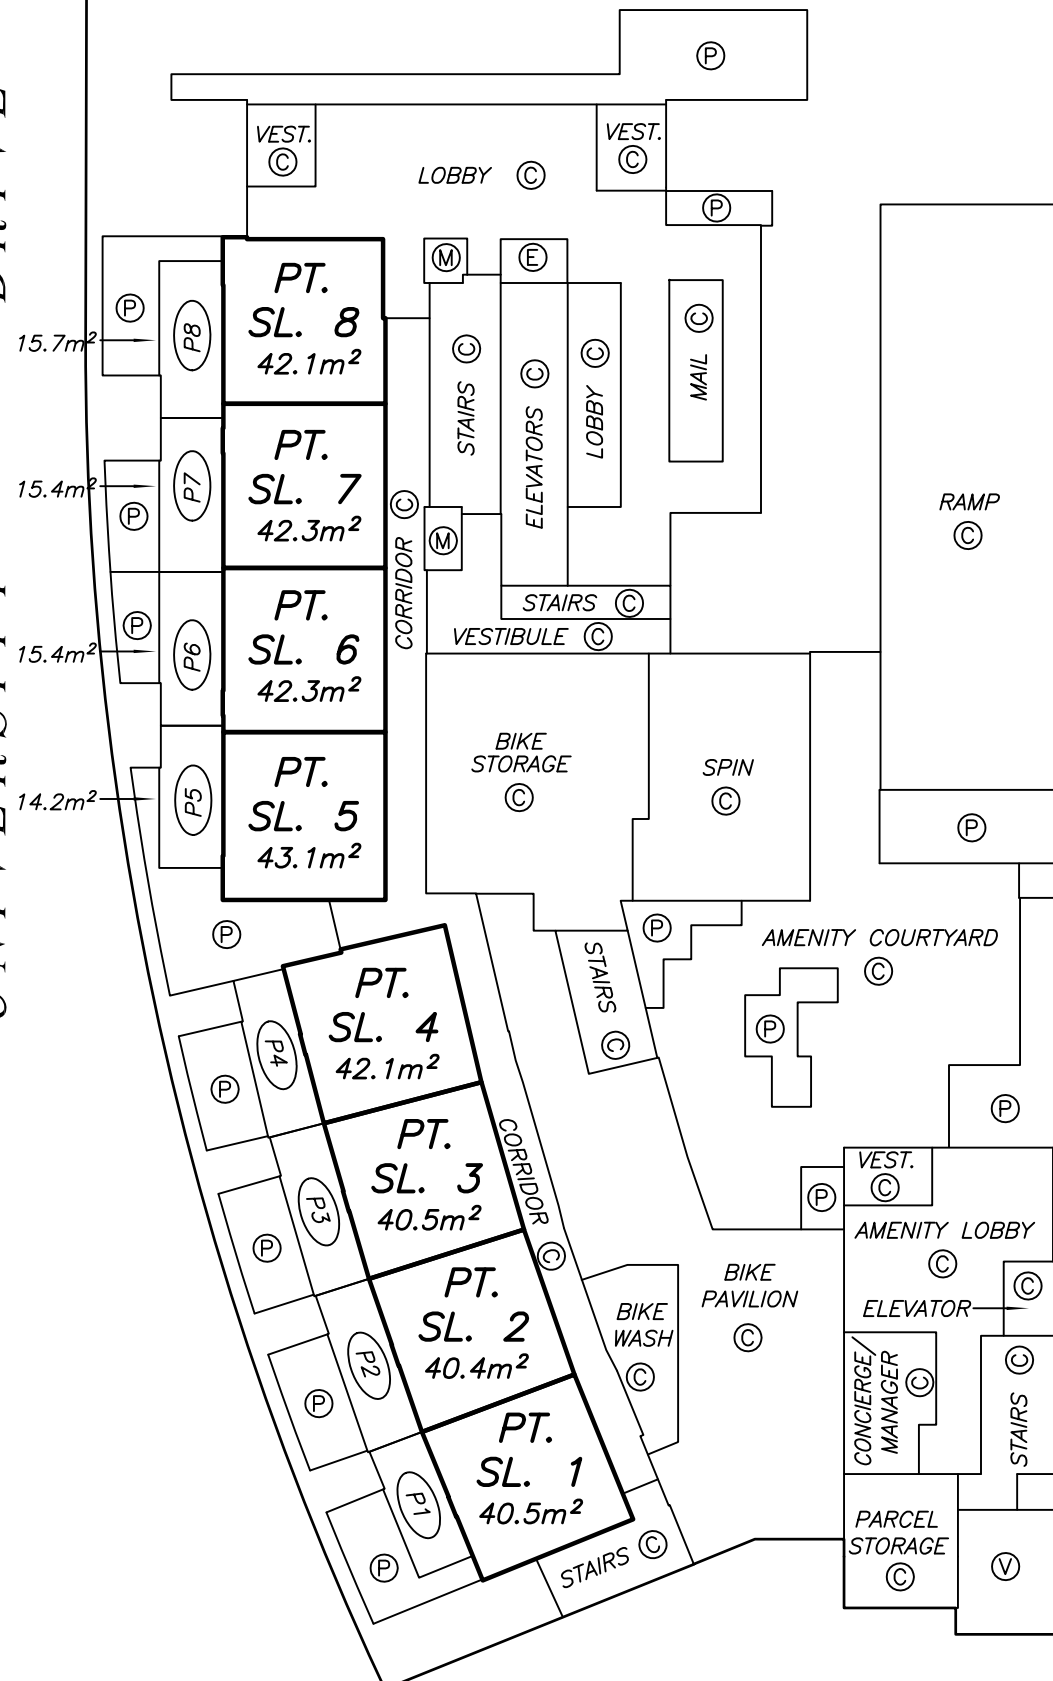 P
VEST.
C
VEST.
C
LOBBY C
P
M
E
PT.
SL. 8
42.1m²
P
P8
15.7m²
STAIRS C
ELEVATORS C
LOBBY C
MAIL C
PT.
SL. 7
42.3m²
P7
15.4m²
P
CORRIDOR C
M
RAMP
C
STAIRS C
VESTIBULE C
PT.
SL. 6
42.3m²
P
P6
15.4m²
BIKE
STORAGE
C
SPIN
C
PT.
SL. 5
43.1m²
P5
14.2m²
P
P
P
STAIRS C
AMENITY COURTYARD
C
P
PT.
SL. 4
42.1m²
P4
P
P
PT.
SL. 3
40.5m²
P3
P
CORRIDOR C
VEST.
C
P
AMENITY LOBBY
C
C
ELEVATOR
BIKE
PAVILION
C
PT.
SL. 2
40.4m²
P2
P
BIKE
WASH
C
CONCIERGE/
MANAGER C
STAIRS C
PT.
SL. 1
40.5m²
P1
P
STAIRS C
PARCEL
STORAGE
C
V